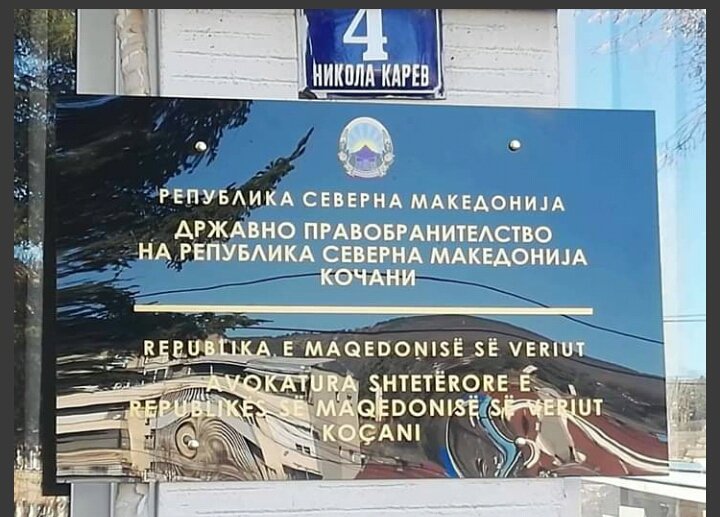 4
НИКОЛА КАРЕВ
РЕПУБЛИКА СЕВЕРНА МАКЕДОНИЈА
ДРЖАВНО ПРАВОБРАНИТЕЛСТВО
НА РЕПУБЛИКА СЕВЕРНА МАКЕДОНИЈА
КОЧАНИ
REPUBLIKA E MAQEDONISË SË VERIUT
AVOKATURA SHTETËRORE E
REPUBLIKËS SË MAQEDONISË SË VERIUT
KOÇANI